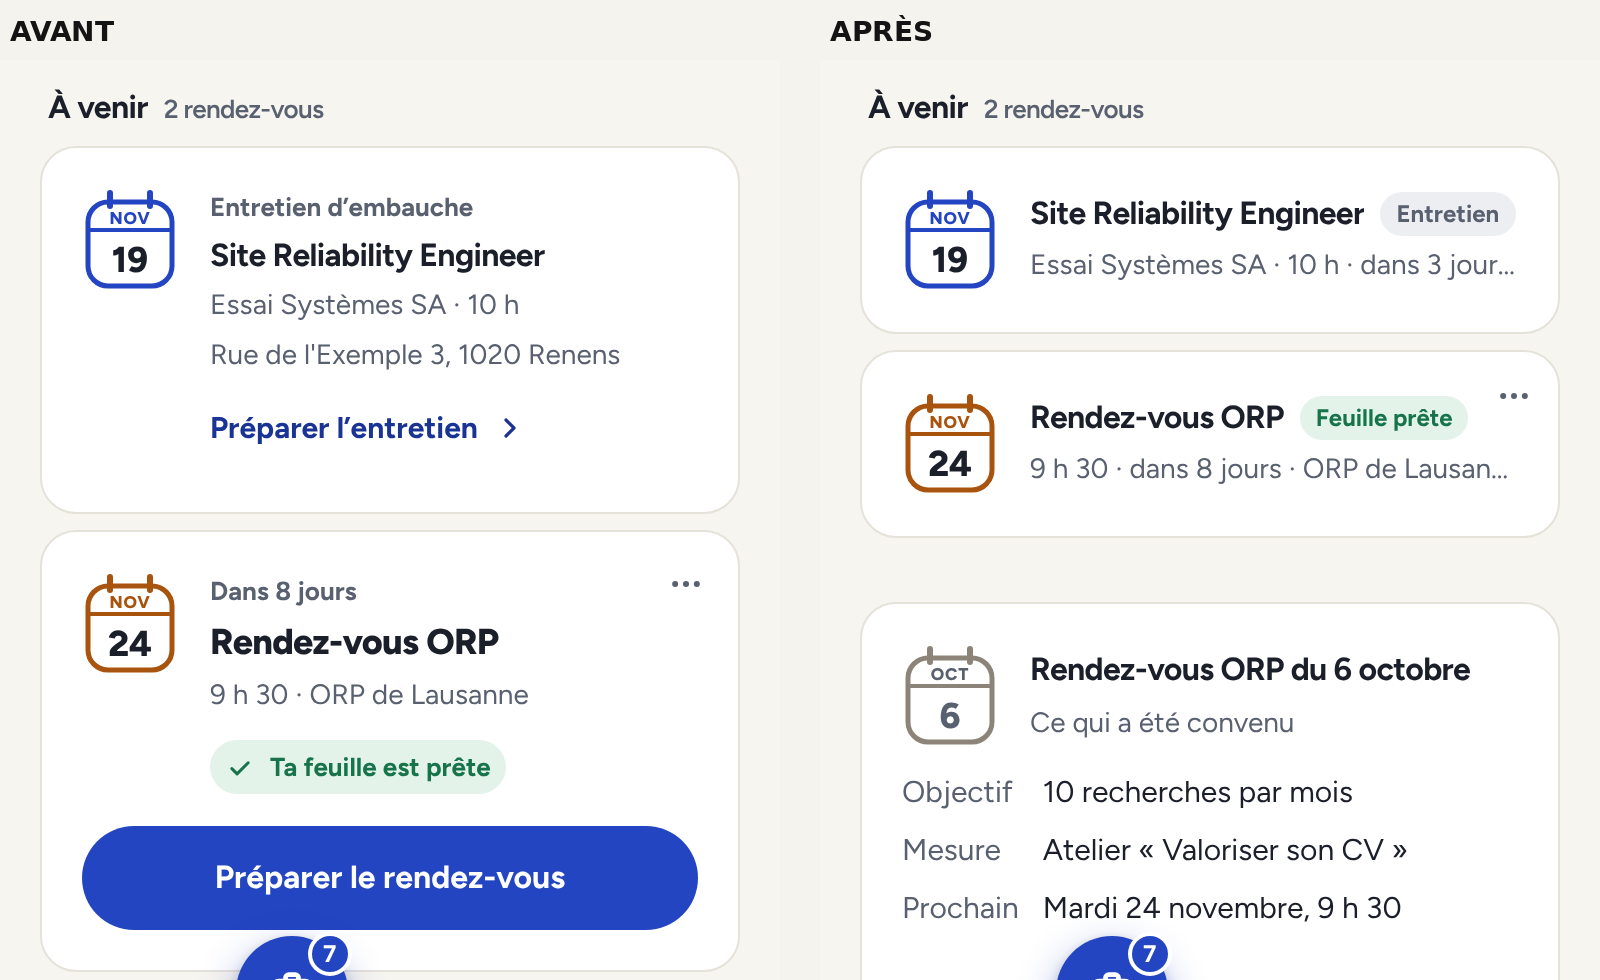 AVANT
À venir 2 rendez-vous
NOV
19
Entretien d’embauche
Site Reliability Engineer
Essai Systèmes SA · 10 h
Rue de l'Exemple 3, 1020 Renens
Préparer l’entretien
NOV
24
Dans 8 jours
Rendez-vous ORP
9 h 30 · ORP de Lausanne
Ta feuille est prête
Préparer le rendez-vous
7
APRÈS
À venir 2 rendez-vous
NOV
19
Site Reliability Engineer Entretien
Essai Systèmes SA · 10 h · dans 3 jour...
NOV
24
Rendez-vous ORP Feuille prête
9 h 30 · dans 8 jours · ORP de Lausan...
OCT
6
Rendez-vous ORP du 6 octobre
Ce qui a été convenu
Objectif 10 recherches par mois
Mesure Atelier « Valoriser son CV »
Prochain Mardi 24 novembre, 9 h 30
7